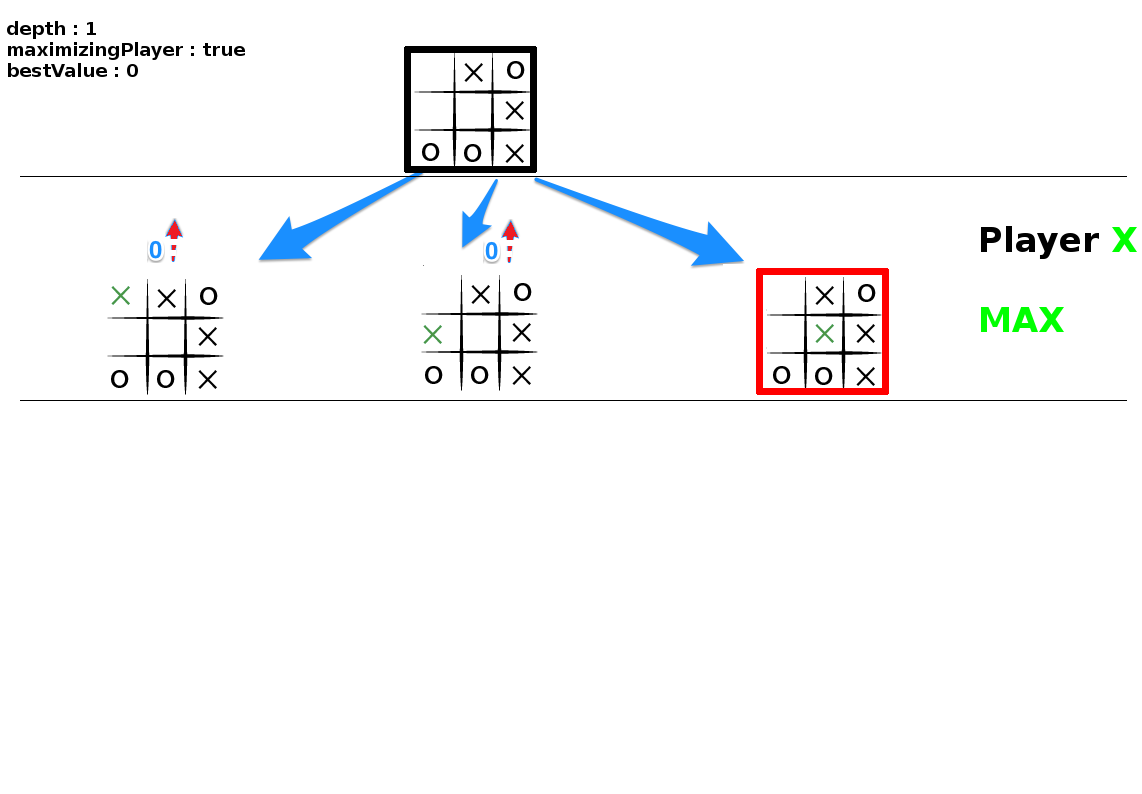 depth : 1
maximizingPlayer : true
bestValue : 0
X O
X
O O X
Player X
0 0
X X O
X O
X O
X
X X
X X
O O X
O O X
O O X
MAX